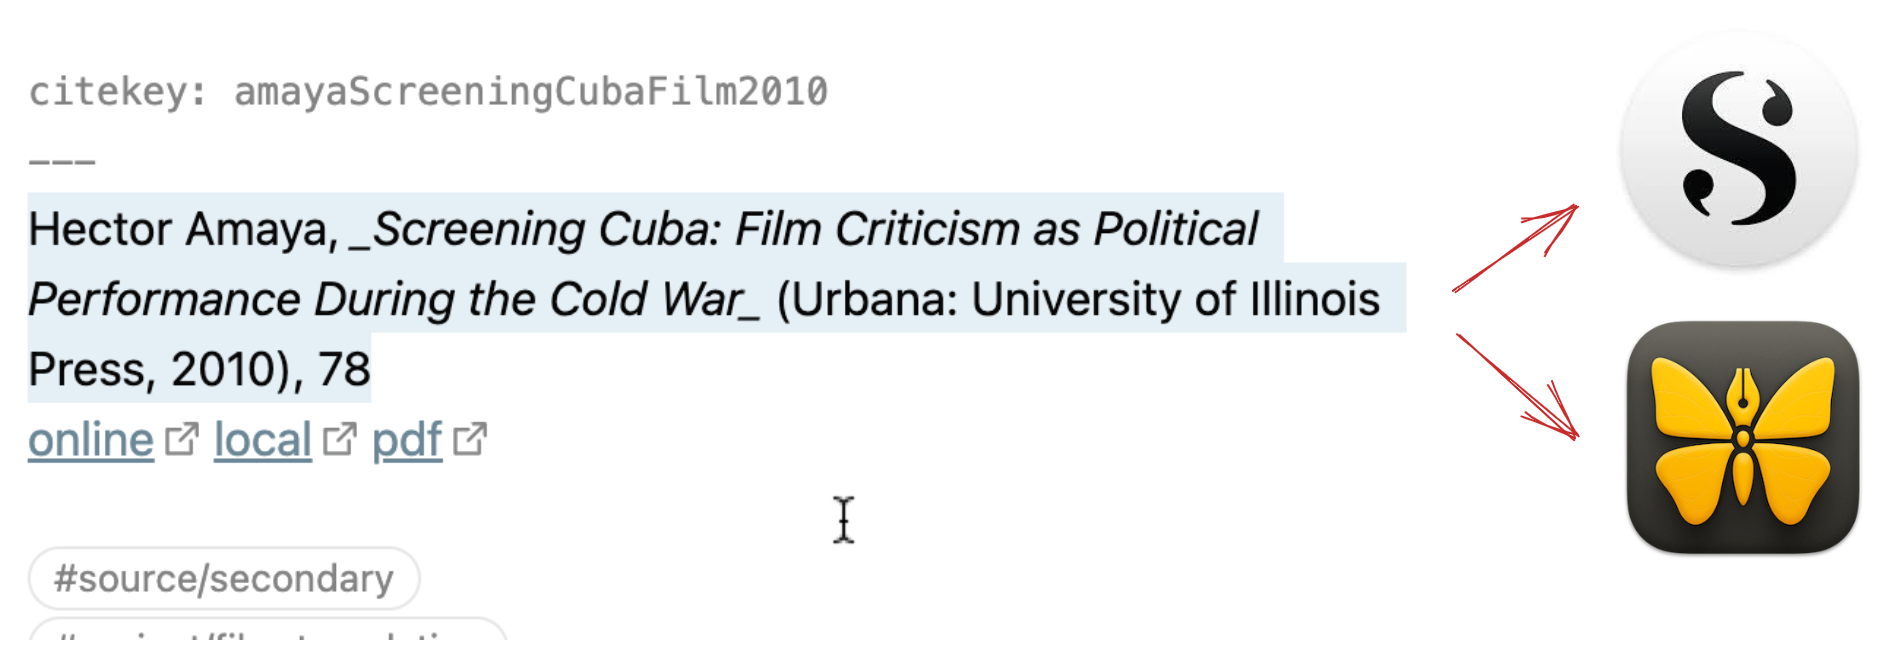 citekey: amayaScreeningCubaFilm2010
---
Hector Amaya, _Screening Cuba: Film Criticism as Political
Performance During the Cold War_ (Urbana: University of Illinois
Press, 2010), 78
online local pdf
#source/secondary
S